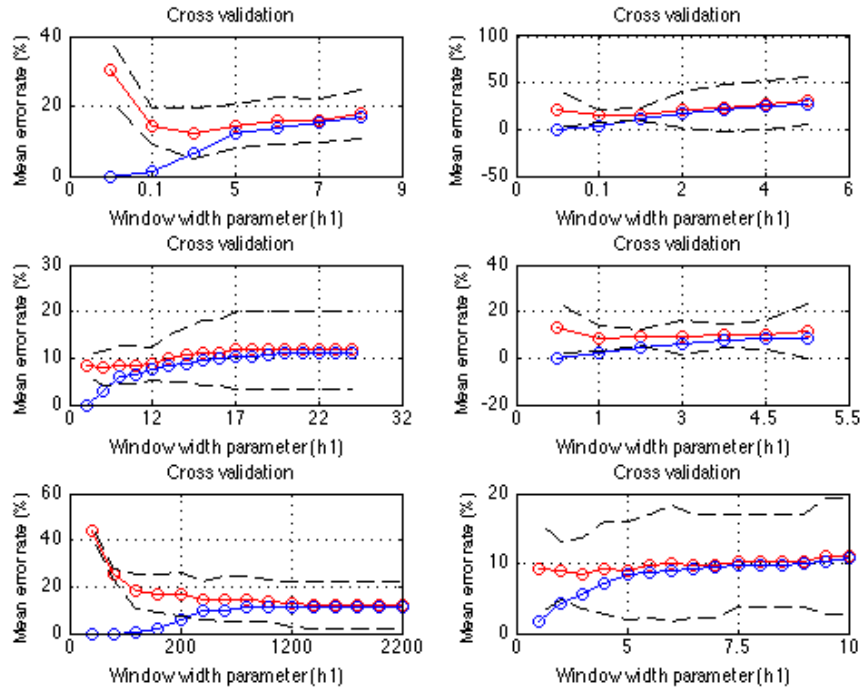 Cross validation
Mean error rate (%)
40
20
0
0 0.1 5 7 9
Window width parameter (h1)
Cross validation
Mean error rate (%)
100
50
0
-50
0 0.1 2 4 6
Window width parameter (h1)
Cross validation
Mean error rate (%)
30
20
10
0
0 12 17 22 32
Window width parameter (h1)
Cross validation
Mean error rate (%)
40
20
0
-20
0 1 3 4.5 5.5
Window width parameter (h1)
Cross validation
Mean error rate (%)
60
40
20
0
0 200 1200 2200
Window width parameter (h1)
Cross validation
Mean error rate (%)
20
10
0
0 5 7.5 10
Window width parameter (h1)